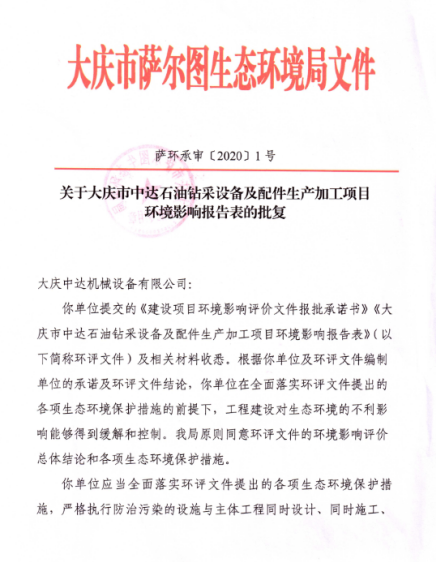 大庆市萨尔图生态环境局文件
萨环承审〔2020〕1号
关于大庆市中达石油钻采设备及配件生产加工项目
环境影响报告表的批复
大庆中达机械设备有限公司：
你单位提交的《建设项目环境影响评价文件报批承诺书》《大
庆市中达石油钻采设备及配件生产加工项目环境影响报告表》（以
下简称环评文件）及相关材料收悉。根据你单位及环评文件编制
单位的承诺及环评文件结论，你单位在全面落实环评文件提出的
各项生态环境保护措施的前提下，工程建设对生态环境的不利影
响能够得到缓解和控制。我局原则同意环评文件的环境影响评价
总体结论和各项生态环境保护措施。
你单位应当全面落实环评文件提出的各项生态环境保护措
施，严格执行防治污染的设施与主体工程同时设计、同时施工、